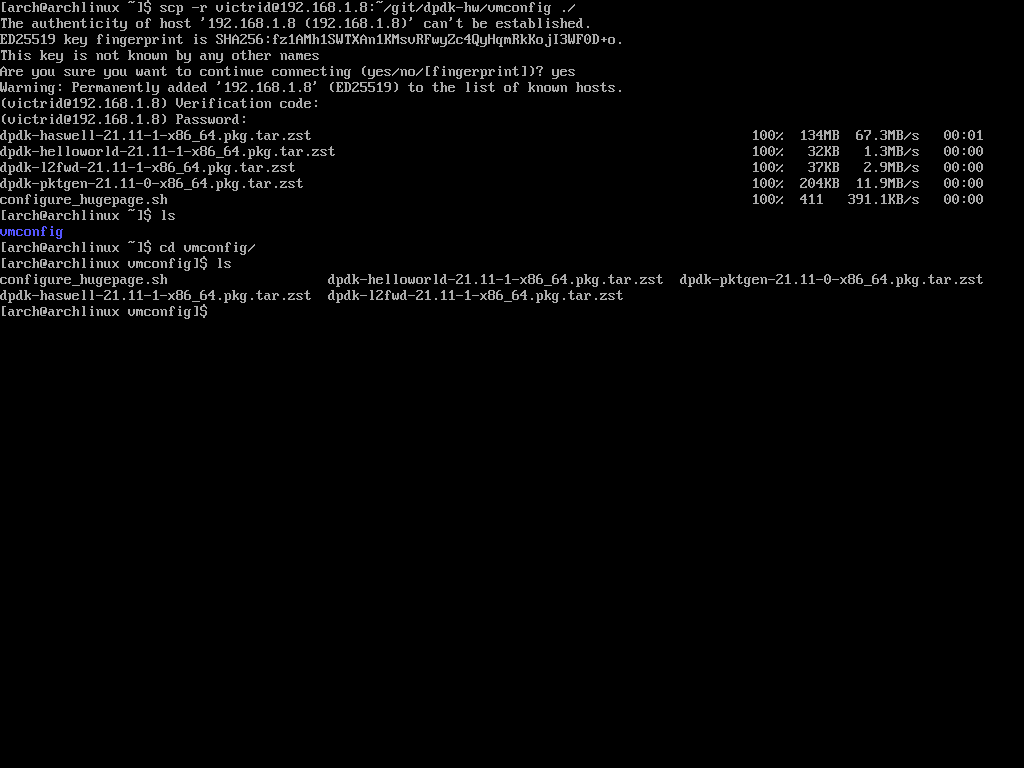 [arch@archlinux ~]$ scp -r victrid@192.168.1.8:~/git/dpdk-hw/vmconfig ./
The authenticity of host '192.168.1.8 (192.168.1.8)' can't be established.
ED25519 key fingerprint is SHA256:fz1AMh1SWTXAn1KMsvRFwyZc4QyHqmRkKojI3WF0D+o.
This key is not known by any other names
Are you sure you want to continue connecting (yes/no/[fingerprint])? yes
Warning: Permanently added '192.168.1.8' (ED25519) to the list of known hosts.
(victrid@192.168.1.8) Verification code:
(victrid@192.168.1.8) Password:
dpdk-haswell-21.11-1-x86_64.pkg.tar.zst 100% 134MB 67.3MB/s 00:01
dpdk-helloworld-21.11-1-x86_64.pkg.tar.zst 100% 32KB 1.3MB/s 00:00
dpdk-l2fwd-21.11-1-x86_64.pkg.tar.zst 100% 37KB 2.9MB/s 00:00
dpdk-pktgen-21.11-0-x86_64.pkg.tar.zst 100% 204KB 11.9MB/s 00:00
configure_hugepage.sh 100% 411 391.1KB/s 00:00
[arch@archlinux ~]$ ls
vmconfig
[arch@archlinux ~]$ cd vmconfig/
[arch@archlinux vmconfig]$ ls
configure_hugepage.sh dpdk-helloworld-21.11-1-x86_64.pkg.tar.zst dpdk-pktgen-21.11-0-x86_64.pkg.tar.zst
dpdk-haswell-21.11-1-x86_64.pkg.tar.zst dpdk-l2fwd-21.11-1-x86_64.pkg.tar.zst
[arch@archlinux vmconfig]$